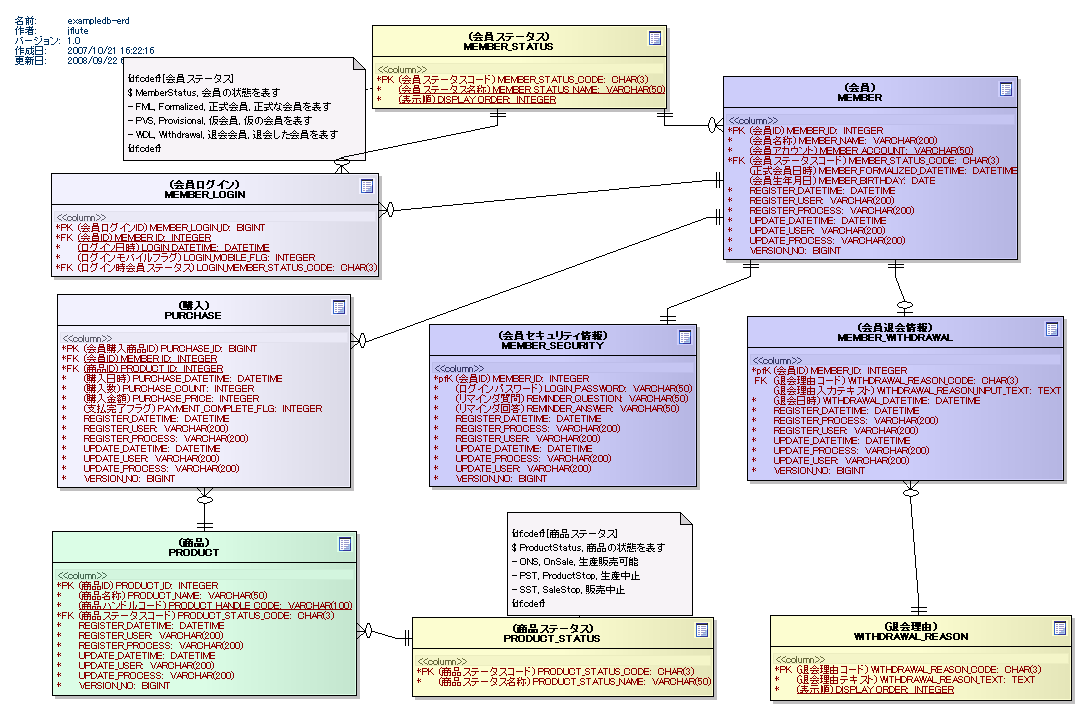 名前: exampledb-erd
作者: jflute
バージョン: 1.0
作成日: 2007/10/21 16:22:16
更新日: 2008/09/22 6
[df:cdef][会員ステータス]
$ MemberStatus, 会員の状態を表す
- FML, Formalized, 正式会員, 正式な会員を表す
- PVS, Provisional, 仮会員, 仮の会員を表す
- WDL, Withdrawal, 退会会員, 退会した会員を表す
[df:cdef]
(会員ステータス)
MEMBER_STATUS
<<column>>
*PK (会員ステータスコード) MEMBER_STATUS_CODE: CHAR(3)
* (会員ステータス名称) MEMBER_STATUS_NAME: VARCHAR(50)
* (表示順) DISPLAY_ORDER: INTEGER
(会員)
MEMBER
<<column>>
*PK (会員ID) MEMBER_ID: INTEGER
* (会員名称) MEMBER_NAME: VARCHAR(200)
* (会員アカウント) MEMBER_ACCOUNT: VARCHAR(50)
*FK (会員ステータスコード) MEMBER_STATUS_CODE: CHAR(3)
(正式会員日時) MEMBER_FORMALIZED_DATETIME: DATETIME
(会員生年月日) MEMBER_BIRTHDAY: DATE
* REGISTER_DATETIME: DATETIME
* REGISTER_USER: VARCHAR(200)
* REGISTER_PROCESS: VARCHAR(200)
* UPDATE_DATETIME: DATETIME
* UPDATE_USER: VARCHAR(200)
* UPDATE_PROCESS: VARCHAR(200)
* VERSION_NO: BIGINT
(会員ログイン)
MEMBER_LOGIN
<<column>>
*PK (会員ログインID) MEMBER_LOGIN_ID: BIGINT
*FK (会員ID) MEMBER_ID: INTEGER
* (ログイン日時) LOGIN_DATETIME: DATETIME
* (ログインモバイルフラグ) LOGIN_MOBILE_FLG: INTEGER
*FK (ログイン時会員ステータス) LOGIN_MEMBER_STATUS_CODE: CHAR(3)
(購入)
PURCHASE
<<column>>
*PK (会員購入商品ID) PURCHASE_ID: BIGINT
*FK (会員ID) MEMBER_ID: INTEGER
*FK (商品ID) PRODUCT_ID: INTEGER
* (購入日時) PURCHASE_DATETIME: DATETIME
* (購入数) PURCHASE_COUNT: INTEGER
* (購入金額) PURCHASE_PRICE: INTEGER
* (支払完了フラグ) PAYMENT_COMPLETE_FLG: INTEGER
* REGISTER_DATETIME: DATETIME
* REGISTER_USER: VARCHAR(200)
* REGISTER_PROCESS: VARCHAR(200)
* UPDATE_DATETIME: DATETIME
* UPDATE_USER: VARCHAR(200)
* UPDATE_PROCESS: VARCHAR(200)
* VERSION_NO: BIGINT
(会員セキュリティ情報)
MEMBER_SECURITY
<<column>>
*pfK (会員ID) MEMBER_ID: INTEGER
* (ログインパスワード) LOGIN_PASSWORD: VARCHAR(50)
* (リマインダ質問) REMINDER_QUESTION: VARCHAR(50)
* (リマインダ回答) REMINDER_ANSWER: VARCHAR(50)
* REGISTER_DATETIME: DATETIME
* REGISTER_PROCESS: VARCHAR(200)
* REGISTER_USER: VARCHAR(200)
* UPDATE_DATETIME: DATETIME
* UPDATE_PROCESS: VARCHAR(200)
* UPDATE_USER: VARCHAR(200)
* VERSION_NO: BIGINT
(会員退会情報)
MEMBER_WITHDRAWAL
<<column>>
*pfK (会員ID) MEMBER_ID: INTEGER
FK (退会理由コード) WITHDRAWAL_REASON_CODE: CHAR(3)
(退会理由入力テキスト) WITHDRAWAL_REASON_INPUT_TEXT: TEXT
* (退会日時) WITHDRAWAL_DATETIME: DATETIME
* REGISTER_DATETIME: DATETIME
* REGISTER_PROCESS: VARCHAR(200)
* REGISTER_USER: VARCHAR(200)
* UPDATE_DATETIME: DATETIME
* UPDATE_PROCESS: VARCHAR(200)
* UPDATE_USER: VARCHAR(200)
* VERSION_NO: BIGINT
(商品)
PRODUCT
<<column>>
*PK (商品ID) PRODUCT_ID: INTEGER
* (商品名称) PRODUCT_NAME: VARCHAR(50)
* (商品ハンドルコード) PRODUCT_HANDLE_CODE: VARCHAR(100)
*FK (商品ステータスコード) PRODUCT_STATUS_CODE: CHAR(3)
* REGISTER_DATETIME: DATETIME
* REGISTER_USER: VARCHAR(200)
* REGISTER_PROCESS: VARCHAR(200)
* UPDATE_DATETIME: DATETIME
* UPDATE_USER: VARCHAR(200)
* UPDATE_PROCESS: VARCHAR(200)
* VERSION_NO: BIGINT
[df:cdef][商品ステータス]
$ ProductStatus, 商品の状態を表す
- ONS, OnSale, 生産販売可能
- PST, ProductStop, 生産中止
- SST, SaleStop, 販売中止
[df:cdef]
(商品ステータス)
PRODUCT_STATUS
<<column>>
*PK (商品ステータスコード) PRODUCT_STATUS_CODE: CHAR(3)
* (商品ステータス名称) PRODUCT_STATUS_NAME: VARCHAR(50)
(退会理由)
WITHDRAWAL_REASON
<<column>>
*PK (退会理由コード) WITHDRAWAL_REASON_CODE: CHAR(3)
* (退会理由テキスト) WITHDRAWAL_REASON_TEXT: TEXT
* (表示順) DISPLAY_ORDER: INTEGER